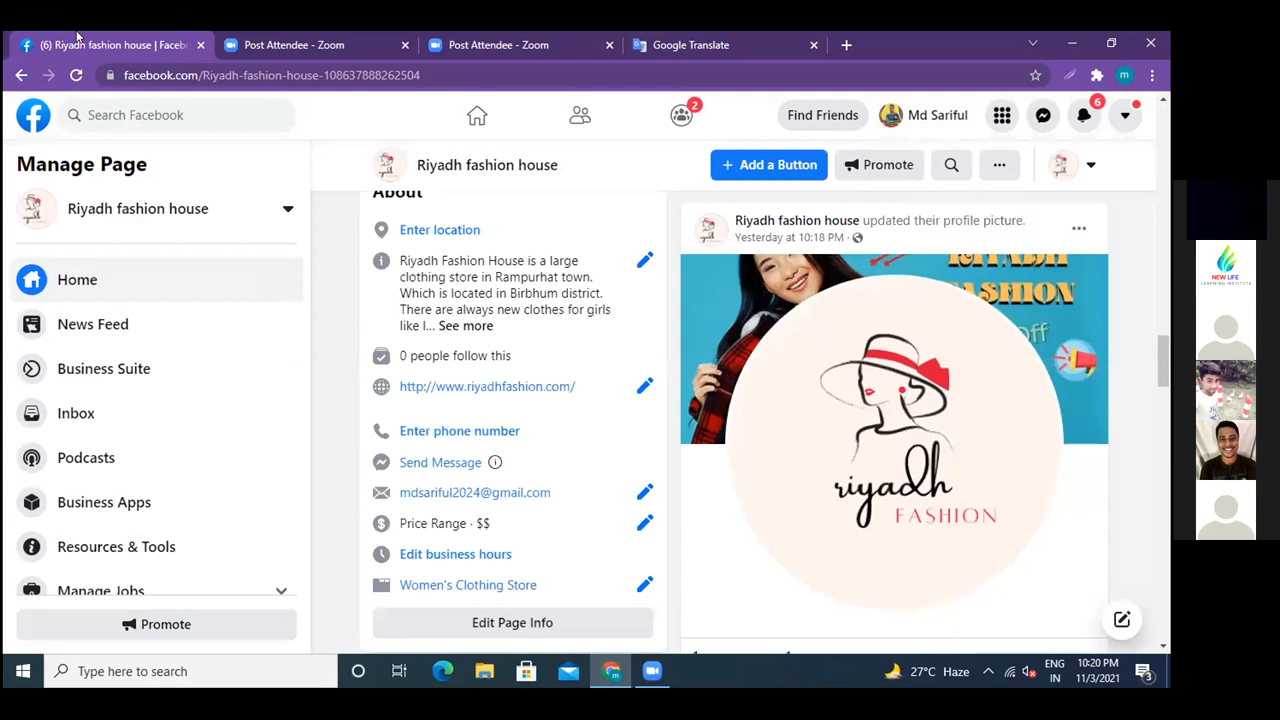 (6) Riyadh fashion house | Faceb
Post Attendee - Zoom
Post Attendee - Zoom
Google Translate
facebook.com/Riyadh-fashion-house-108637888262504
m
Search Facebook
2
Find Friends
Md Sariful
6
Manage Page
Riyadh fashion house
Add a Button
Promote
Riyadh fashion house
Home
News Feed
Business Suite
Inbox
Podcasts
Business Apps
Resources & Tools
Manage Jobs
Promote
About
Enter location
Riyadh Fashion House is a large
clothing store in Rampurhat town.
Which is located in Birbhum district.
There are always new clothes for girls
like l... See more
0 people follow this
http://www.riyadhfashion.com/
Enter phone number
Send Message
mdsariful2024@gmail.com
Price Range · $$
Edit business hours
Women's Clothing Store
Edit Page Info
Riyadh fashion house updated their profile picture.
Yesterday at 10:18 PM ·
RIYADH
FASHION
off
riyadh
FASHION
NEW LIFE
LEARNING INSTITUTE
Type here to search
27°C Haze
ENG
IN
10:20 PM
11/3/2021
3